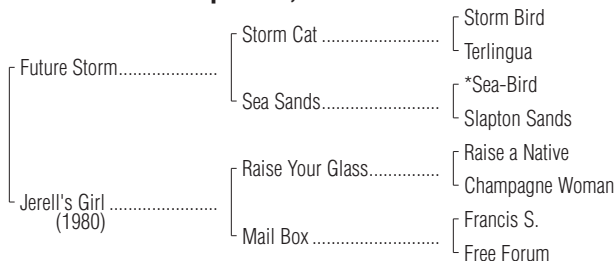 Storm Bird
Storm Cat
Terlingua
Future Storm
*Sea-Bird
Sea Sands
Slapton Sands
Raise a Native
Raise Your Glass
Champagne Woman
Jerell's Girl
(1980)
Francis S.
Mail Box
Free Forum